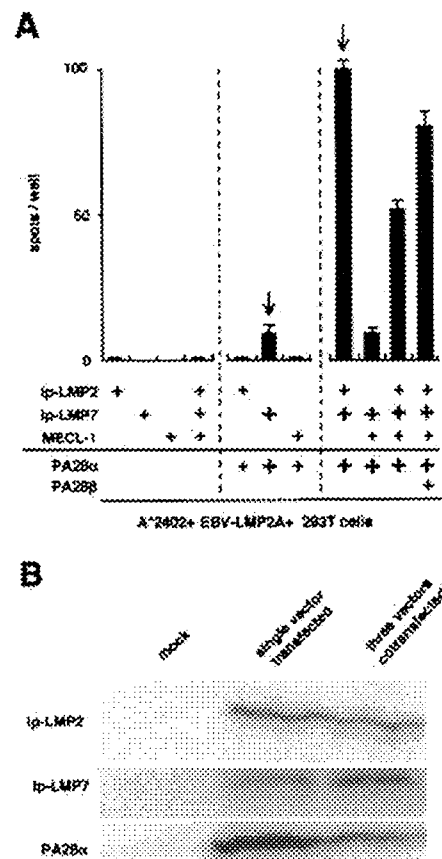 A
100
50
0
spots / well
ip-LMP2 + + + + + +
ip-LMP7 + + + + + + +
MECL-1 + + + + + +
PA28α + + + + + + +
PA28β +
A*2402+ EBV-LMP2A+ 293T cells
B
mock
single vector
transfected
three vectors
cotransfected
ip-LMP2
ip-LMP7
PA28α